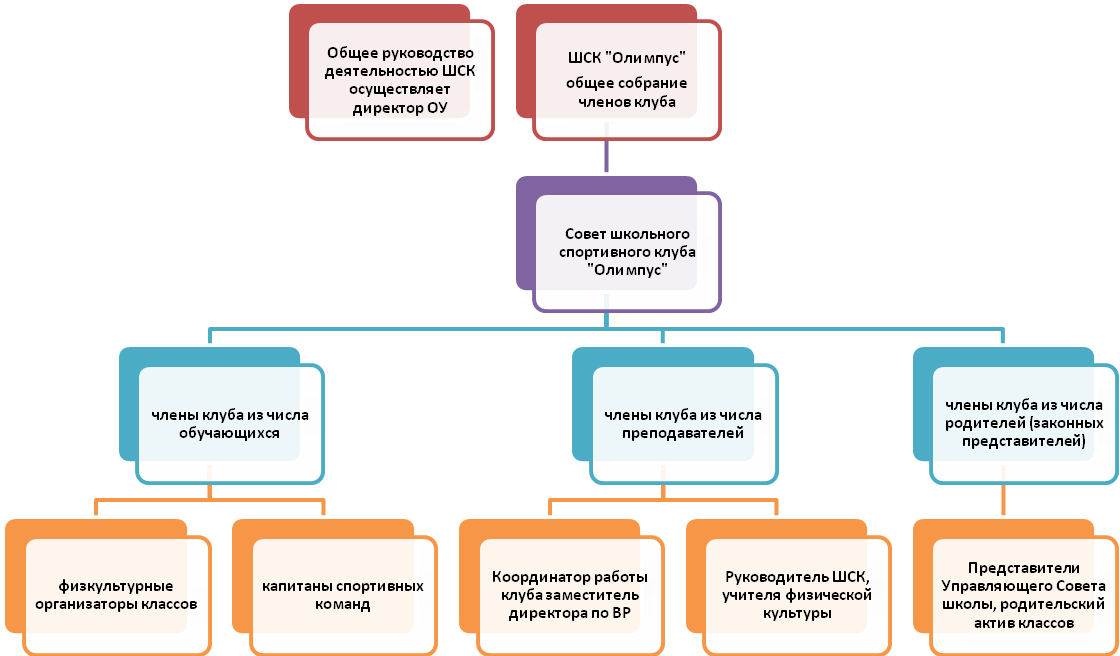 Общее руководство
деятельностью ШСК
осуществляет
директор ОУ
ШСК "Олимпус"
общее собрание
членов клуба
Совет школьного
спортивного клуба
"Олимпус"
члены клуба из числа
обучающихся
члены клуба из числа
преподавателей
члены клуба из числа
родителей (законных
представителей)
физкультурные
организаторы классов
капитаны спортивных
команд
Координатор работы
клуба заместитель
директора по ВР
Руководитель ШСК,
учителя физической
культуры
Представители
Управляющего Совета
школы, родительский
актив классов